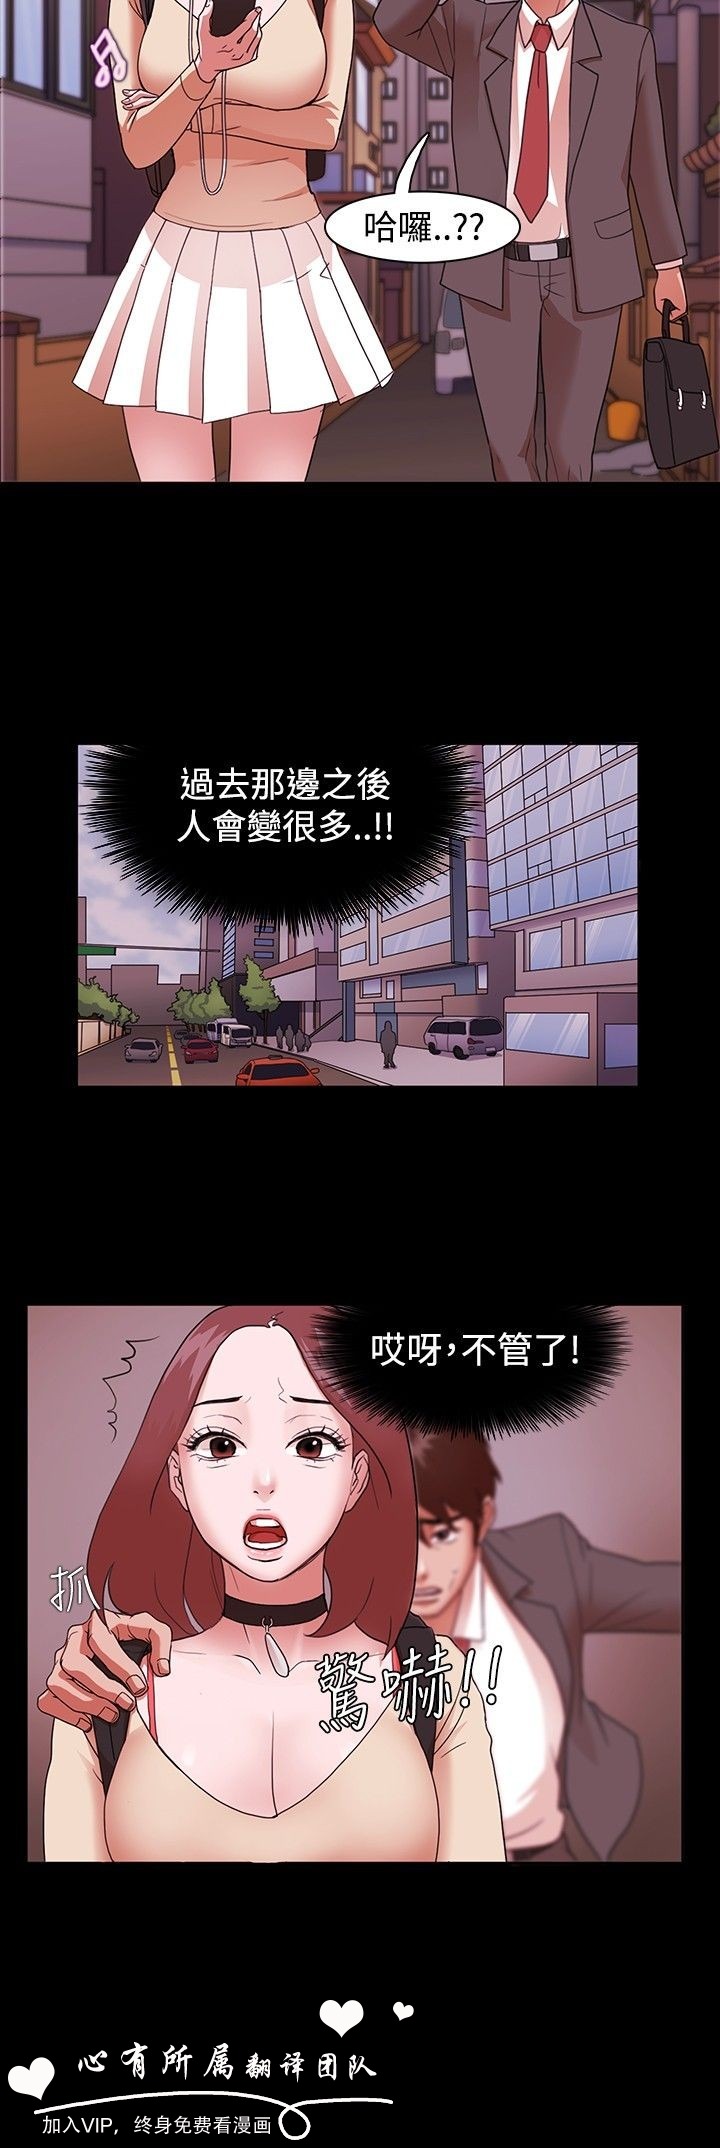 哈囉..??
過去那邊之後
人會變很多..!!
哎呀，不管了!
抓
驚嚇!!
心有所属翻译团队
加入VIP，终身免费看漫画